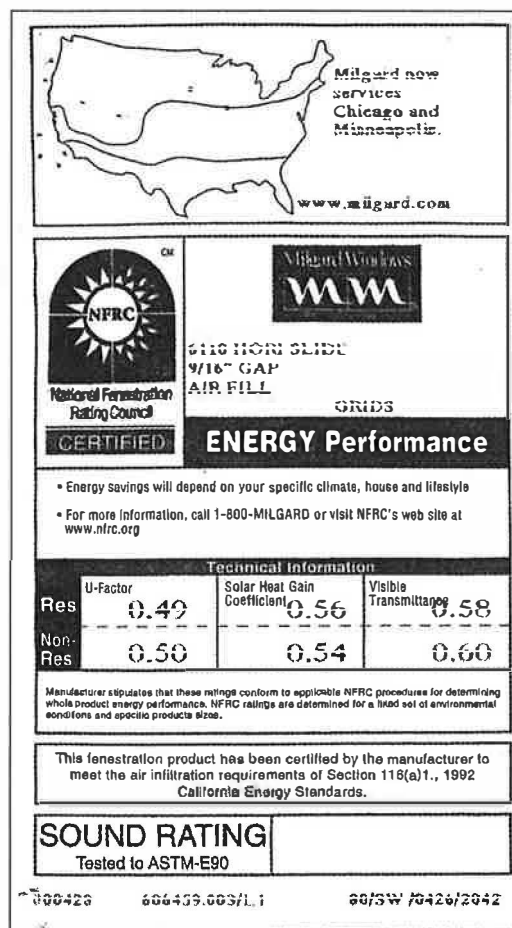 Milgard now
services
Chicago and
Minneapolis.
www.milgard.com
CM
NFRC
National Fenestration
Rating Council
CERTIFIED
Milgard Windows
6110 HORI SLIDE
9/16" GAP
AIR FILL
GRIDS
ENERGY Performance
• Energy savings will depend on your specific climate, house and lifestyle
• For more information, call 1-800-MILGARD or visit NFRC's web site at
www.nfrc.org
Technical Information
U-Factor
Solar Heat Gain
Coefficient
Visible
Transmittance
Res
0.49
0.56
0.58
Non-
Res
0.50
0.54
0.60
Manufacturer stipulates that these ratings conform to applicable NFRC procedures for determining
whole product energy performance. NFRC ratings are determined for a fixed set of environmental
conditions and specific products sizes.
This fenestration product has been certified by the manufacturer to
meet the air infiltration requirements of Section 116(a)1., 1992
California Energy Standards.
SOUND RATING
Tested to ASTM-E90